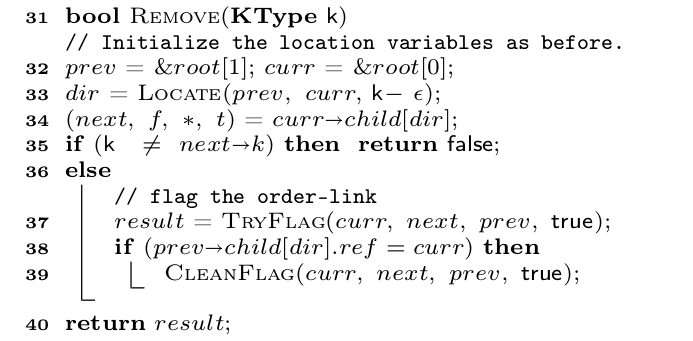 31 bool REMOVE(KType k)
// Initialize the location variables as before.
32 prev = &root[1]; curr = &root[0];
33 dir = LOCATE(prev, curr, k− ϵ);
34 (next, f, ∗, t) = curr→child[dir];
35 if (k ≠ next→k) then return false;
36 else
// flag the order-link
37 result = TRYFLAG(curr, next, prev, true);
38 if (prev→child[dir].ref = curr) then
39 CLEANFLAG(curr, next, prev, true);
40 return result;